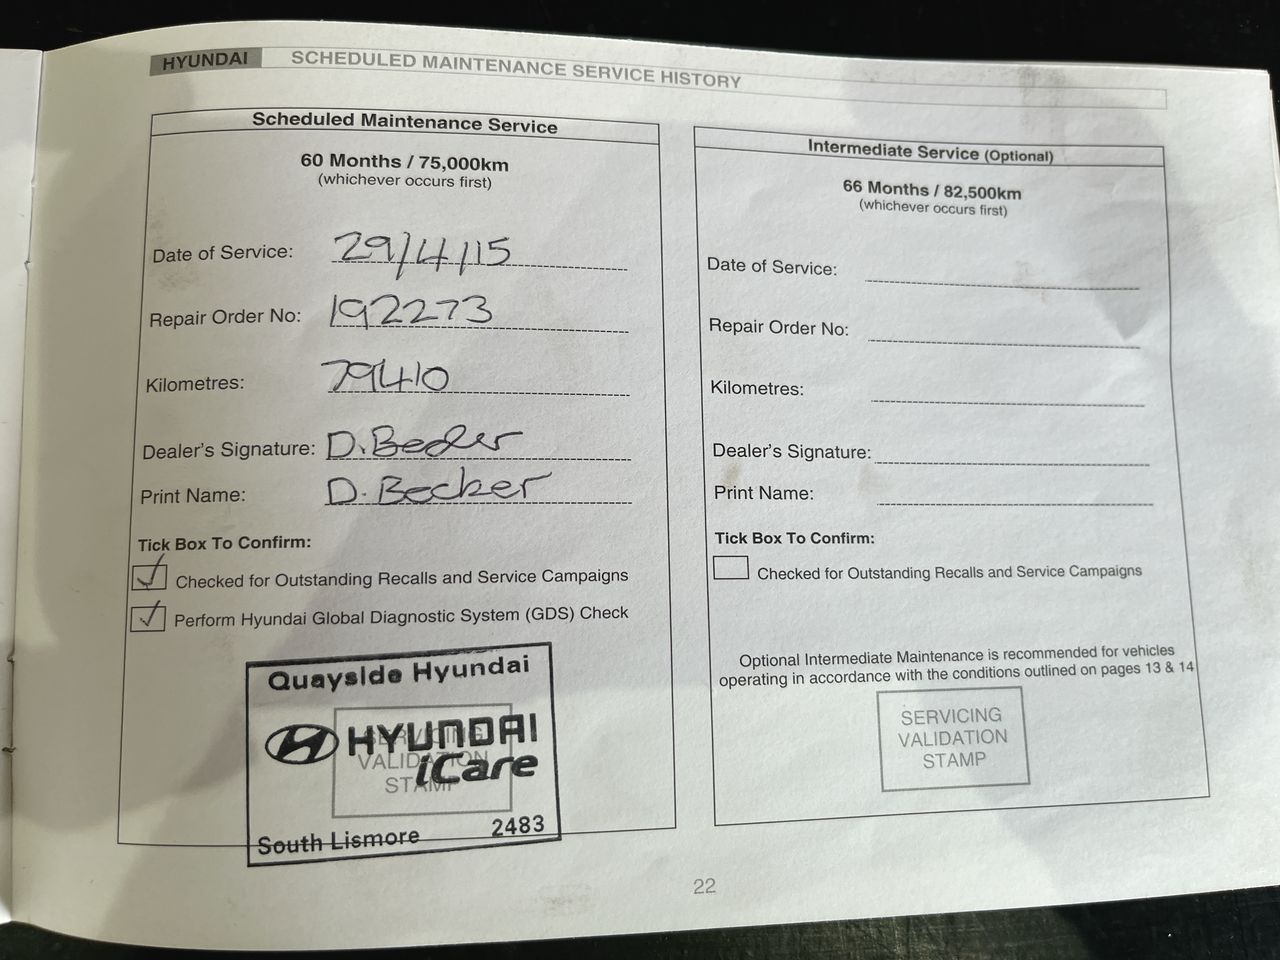 HYUNDAI SCHEDULED MAINTENANCE SERVICE HISTORY
Scheduled Maintenance Service
60 Months / 75,000km
(whichever occurs first)
Date of Service: 29/4/15
Repair Order No: 192273
Kilometres: 79410
Dealer's Signature: D. Becker
Print Name: D. Becker
Tick Box To Confirm:
Checked for Outstanding Recalls and Service Campaigns
Perform Hyundai Global Diagnostic System (GDS) Check
Quayside Hyundai
HYUNDAI
iCare
SERVICING
VALIDATION
STAMP
South Lismore 2483
Intermediate Service (Optional)
66 Months / 82,500km
(whichever occurs first)
Date of Service:
Repair Order No:
Kilometres:
Dealer's Signature:
Print Name:
Tick Box To Confirm:
Checked for Outstanding Recalls and Service Campaigns
Optional Intermediate Maintenance is recommended for vehicles
operating in accordance with the conditions outlined on pages 13 & 14
SERVICING
VALIDATION
STAMP
22